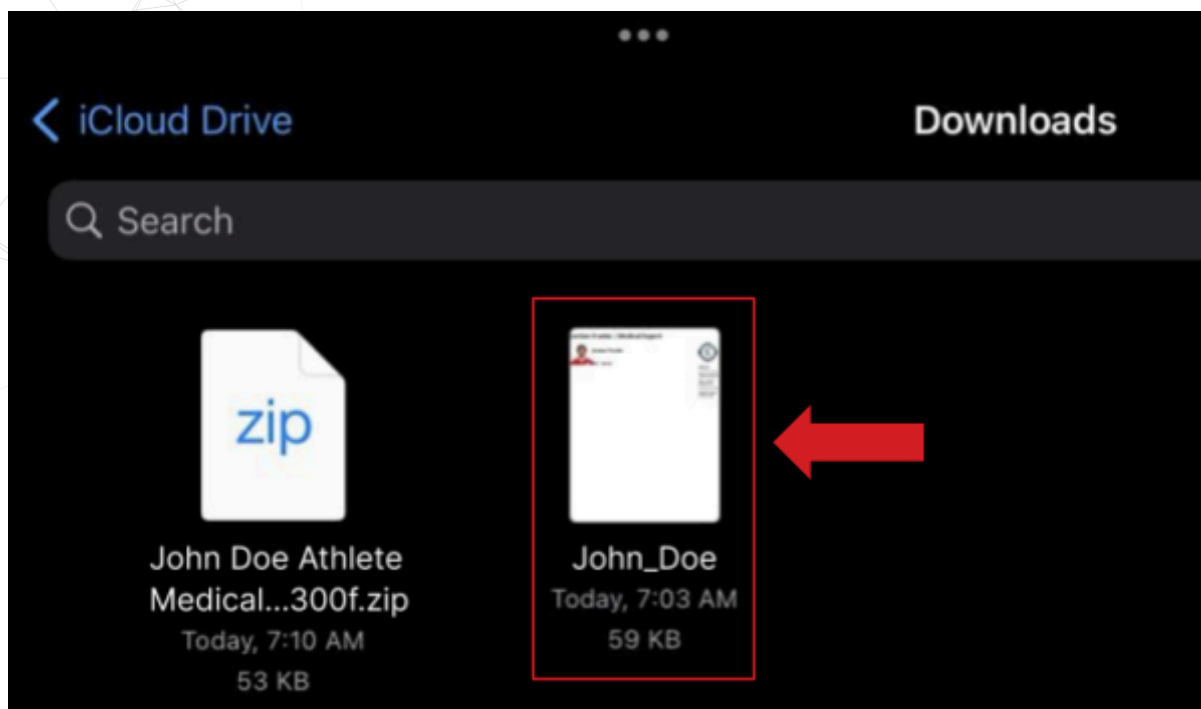 iCloud Drive
Downloads
Search
zip
John Doe Athlete
Medical...300f.zip
Today, 7:10 AM
53 KB
John_Doe
Today, 7:03 AM
59 KB